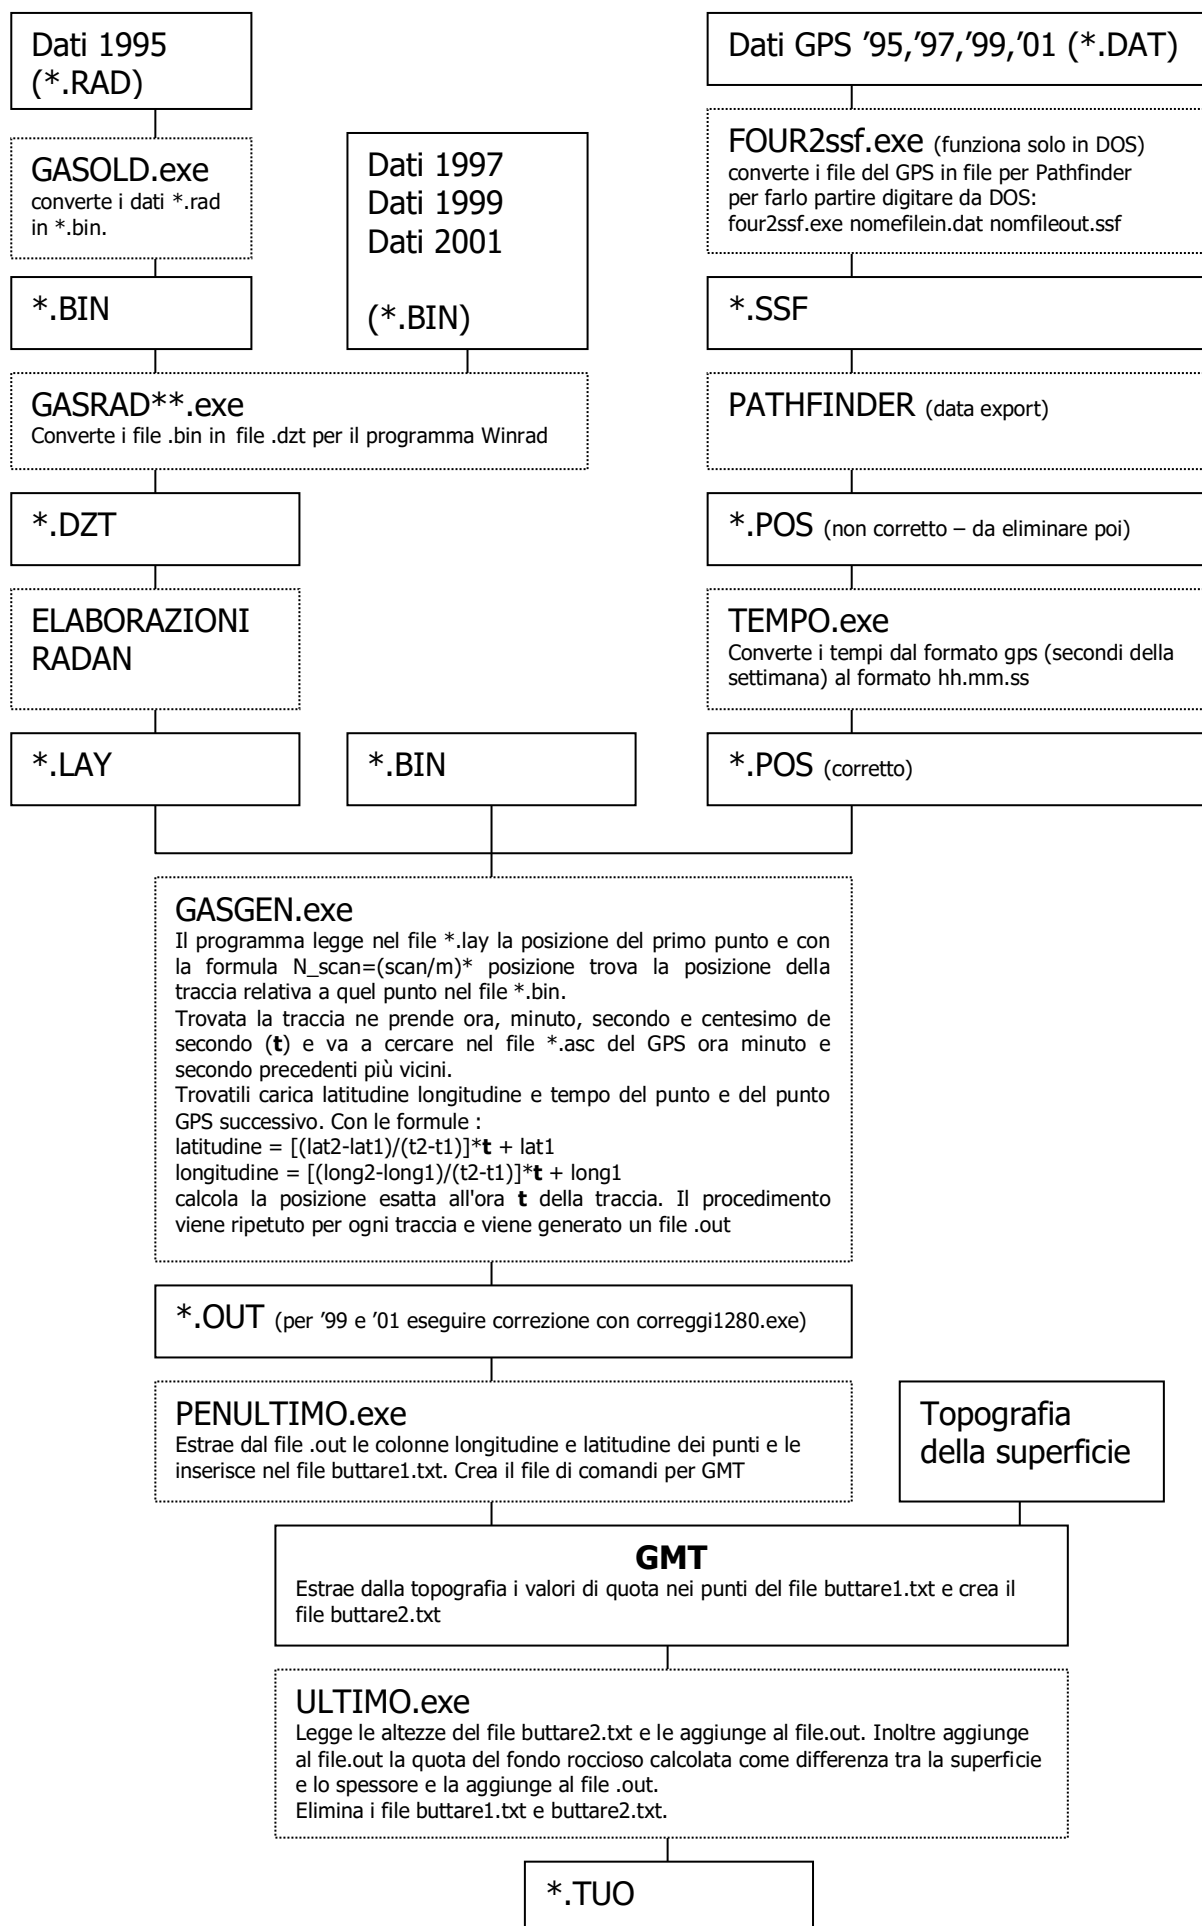 Dati 1995
(*.RAD)
Dati GPS ’95,’97,’99,’01 (*.DAT)
GASOLD.exe
converte i dati *.rad
in *.bin.
Dati 1997
Dati 1999
Dati 2001
(*.BIN)
FOUR2ssf.exe (funziona solo in DOS)
converte i file del GPS in file per Pathfinder
per farlo partire digitare da DOS:
four2ssf.exe nomefilein.dat nomfileout.ssf
*.BIN
*.SSF
GASRAD**.exe
Converte i file .bin in file .dzt per il programma Winrad
PATHFINDER (data export)
*.DZT
*.POS (non corretto – da eliminare poi)
ELABORAZIONI
RADAN
TEMPO.exe
Converte i tempi dal formato gps (secondi della
settimana) al formato hh.mm.ss
*.LAY
*.BIN
*.POS (corretto)
GASGEN.exe
Il programma legge nel file *.lay la posizione del primo punto e con
la formula N_scan=(scan/m)* posizione trova la posizione della
traccia relativa a quel punto nel file *.bin.
Trovata la traccia ne prende ora, minuto, secondo e centesimo de
secondo (t) e va a cercare nel file *.asc del GPS ora minuto e
secondo precedenti più vicini.
Trovatili carica latitudine longitudine e tempo del punto e del punto
GPS successivo. Con le formule :
latitudine = [(lat2-lat1)/(t2-t1)]*t + lat1
longitudine = [(long2-long1)/(t2-t1)]*t + long1
calcola la posizione esatta all'ora t della traccia. Il procedimento
viene ripetuto per ogni traccia e viene generato un file .out
*.OUT (per ’99 e ’01 eseguire correzione con correggi1280.exe)
PENULTIMO.exe
Estrae dal file .out le colonne longitudine e latitudine dei punti e le
inserisce nel file buttare1.txt. Crea il file di comandi per GMT
Topografia
della superficie
GMT
Estrae dalla topografia i valori di quota nei punti del file buttare1.txt e crea il
file buttare2.txt
ULTIMO.exe
Legge le altezze del file buttare2.txt e le aggiunge al file.out. Inoltre aggiunge
al file.out la quota del fondo roccioso calcolata come differenza tra la superficie
e lo spessore e la aggiunge al file .out.
Elimina i file buttare1.txt e buttare2.txt.
*.TUO